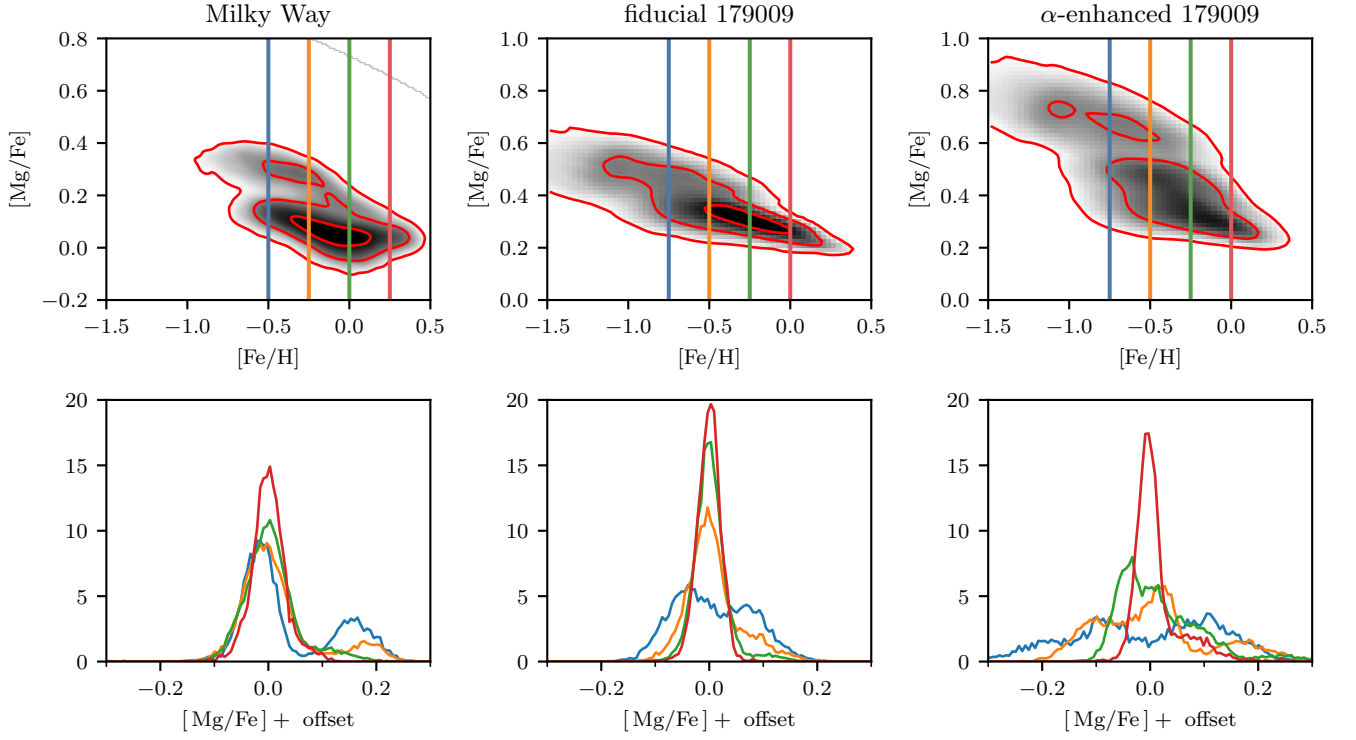 Milky Way
fiducial 179009
α-enhanced 179009
0.8
0.6
0.4
0.2
0.0
−0.2
[Mg/Fe]
−1.5 −1.0 −0.5 0.0 0.5
[Fe/H]
1.0
0.8
0.6
0.4
0.2
0.0
[Mg/Fe]
−1.5 −1.0 −0.5 0.0 0.5
[Fe/H]
1.0
0.8
0.6
0.4
0.2
0.0
[Mg/Fe]
−1.5 −1.0 −0.5 0.0 0.5
[Fe/H]
20
15
10
5
0
−0.2 0.0 0.2
[Mg/Fe] + offset
20
15
10
5
0
−0.2 0.0 0.2
[Mg/Fe] + offset
20
15
10
5
0
−0.2 0.0 0.2
[Mg/Fe] + offset